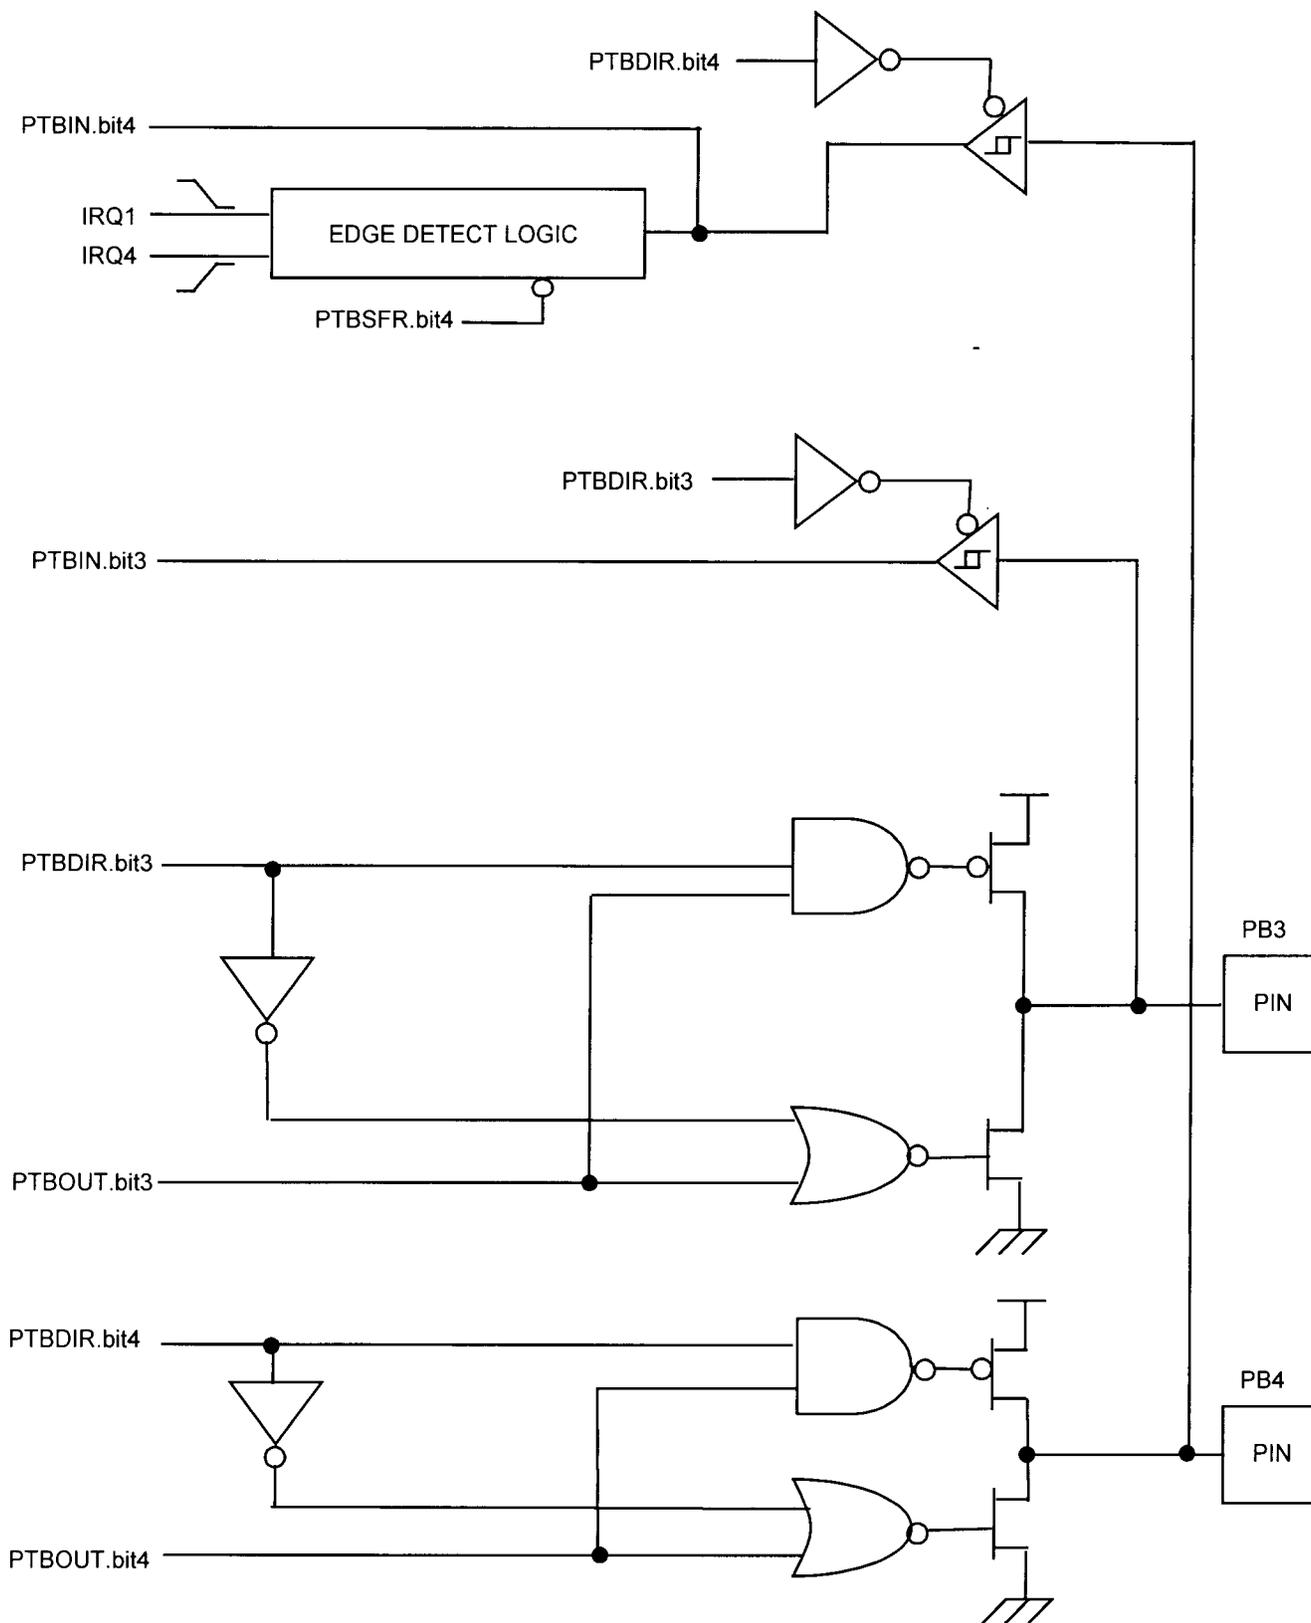 PTBDIR.bit4
PTBIN.bit4
IRQ1
EDGE DETECT LOGIC
IRQ4
PTBSFR.bit4
PTBDIR.bit3
PTBIN.bit3
PTBDIR.bit3
PB3
PIN
PTBOUT.bit3
PTBDIR.bit4
PB4
PIN
PTBOUT.bit4